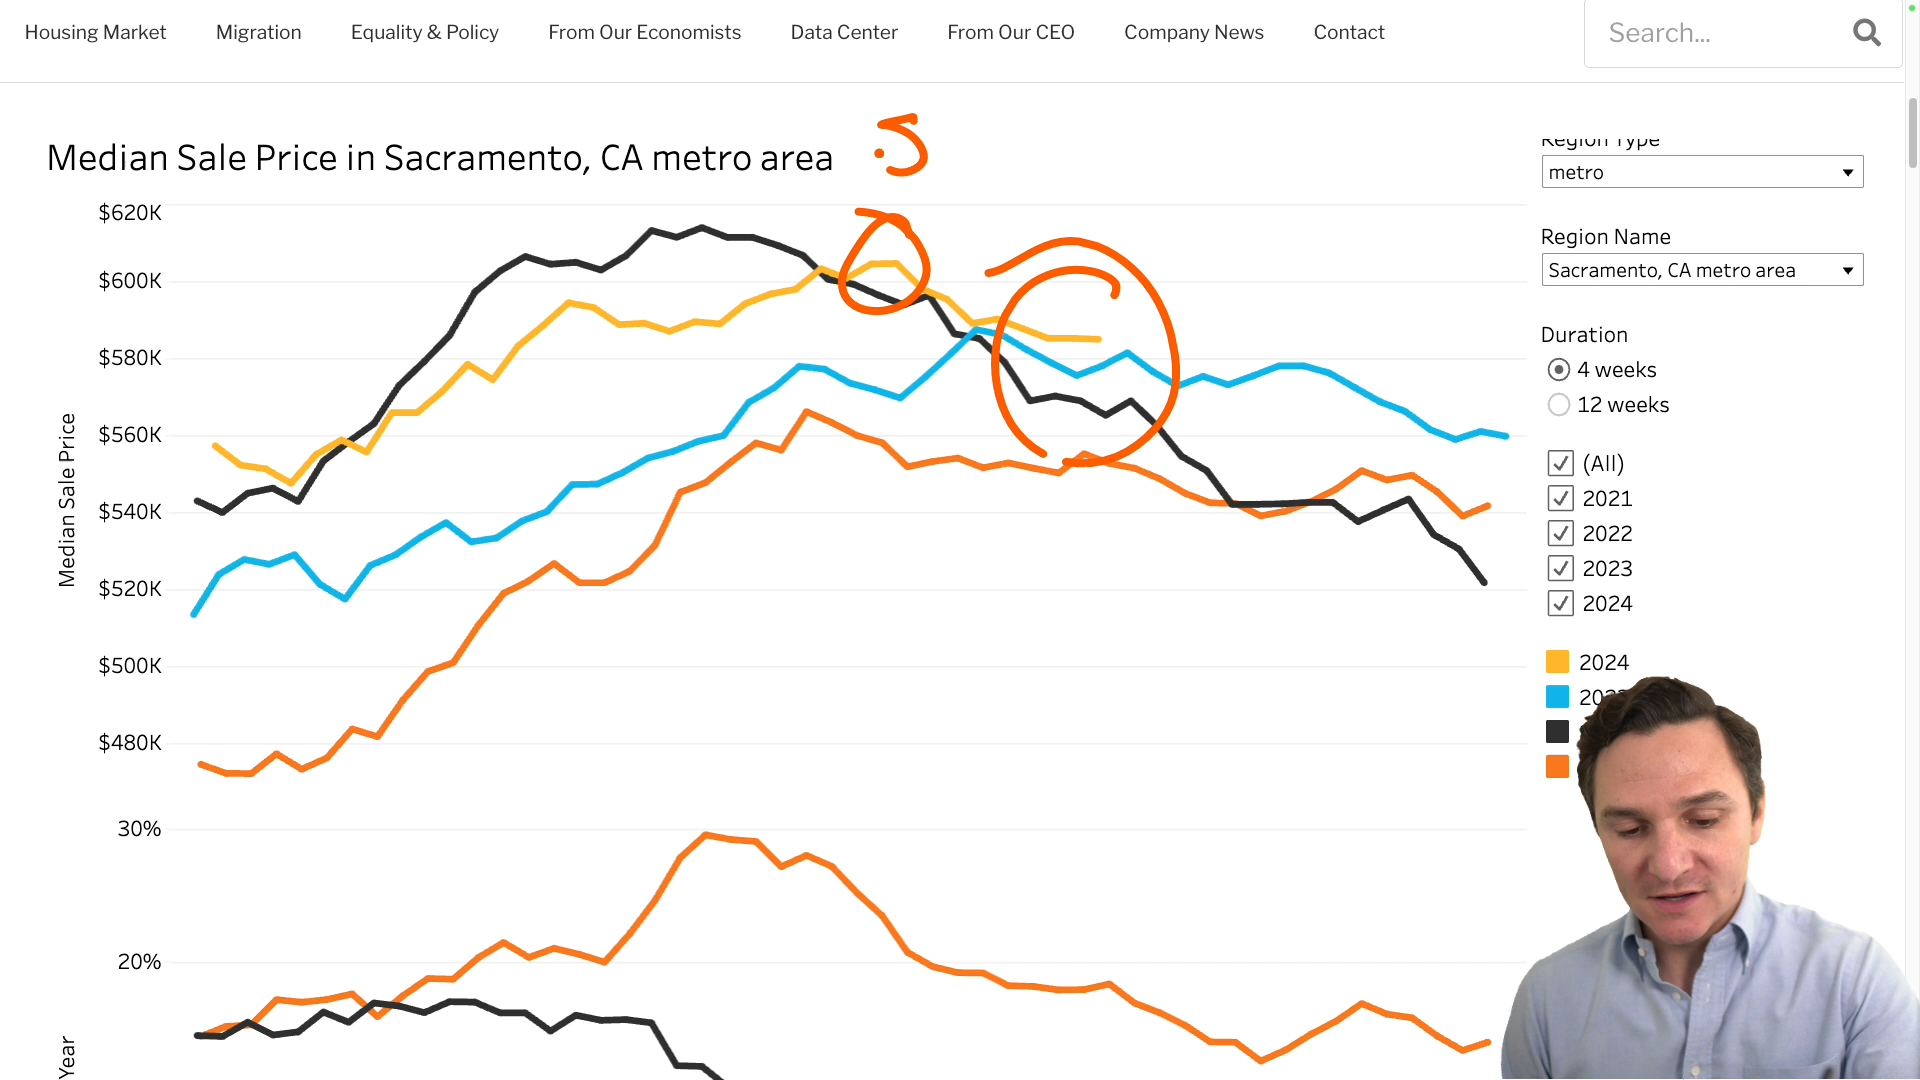 Housing Market Migration Equality & Policy From Our Economists Data Center From Our CEO Company News Contact Search...
Median Sale Price in Sacramento, CA metro area
.5
Region Type
metro
Region Name
Sacramento, CA metro area
Duration
4 weeks
12 weeks
(All)
2021
2022
2023
2024
2024
$620K
$600K
$580K
$560K
$540K
$520K
$500K
$480K
Median Sale Price
30%
20%
Year